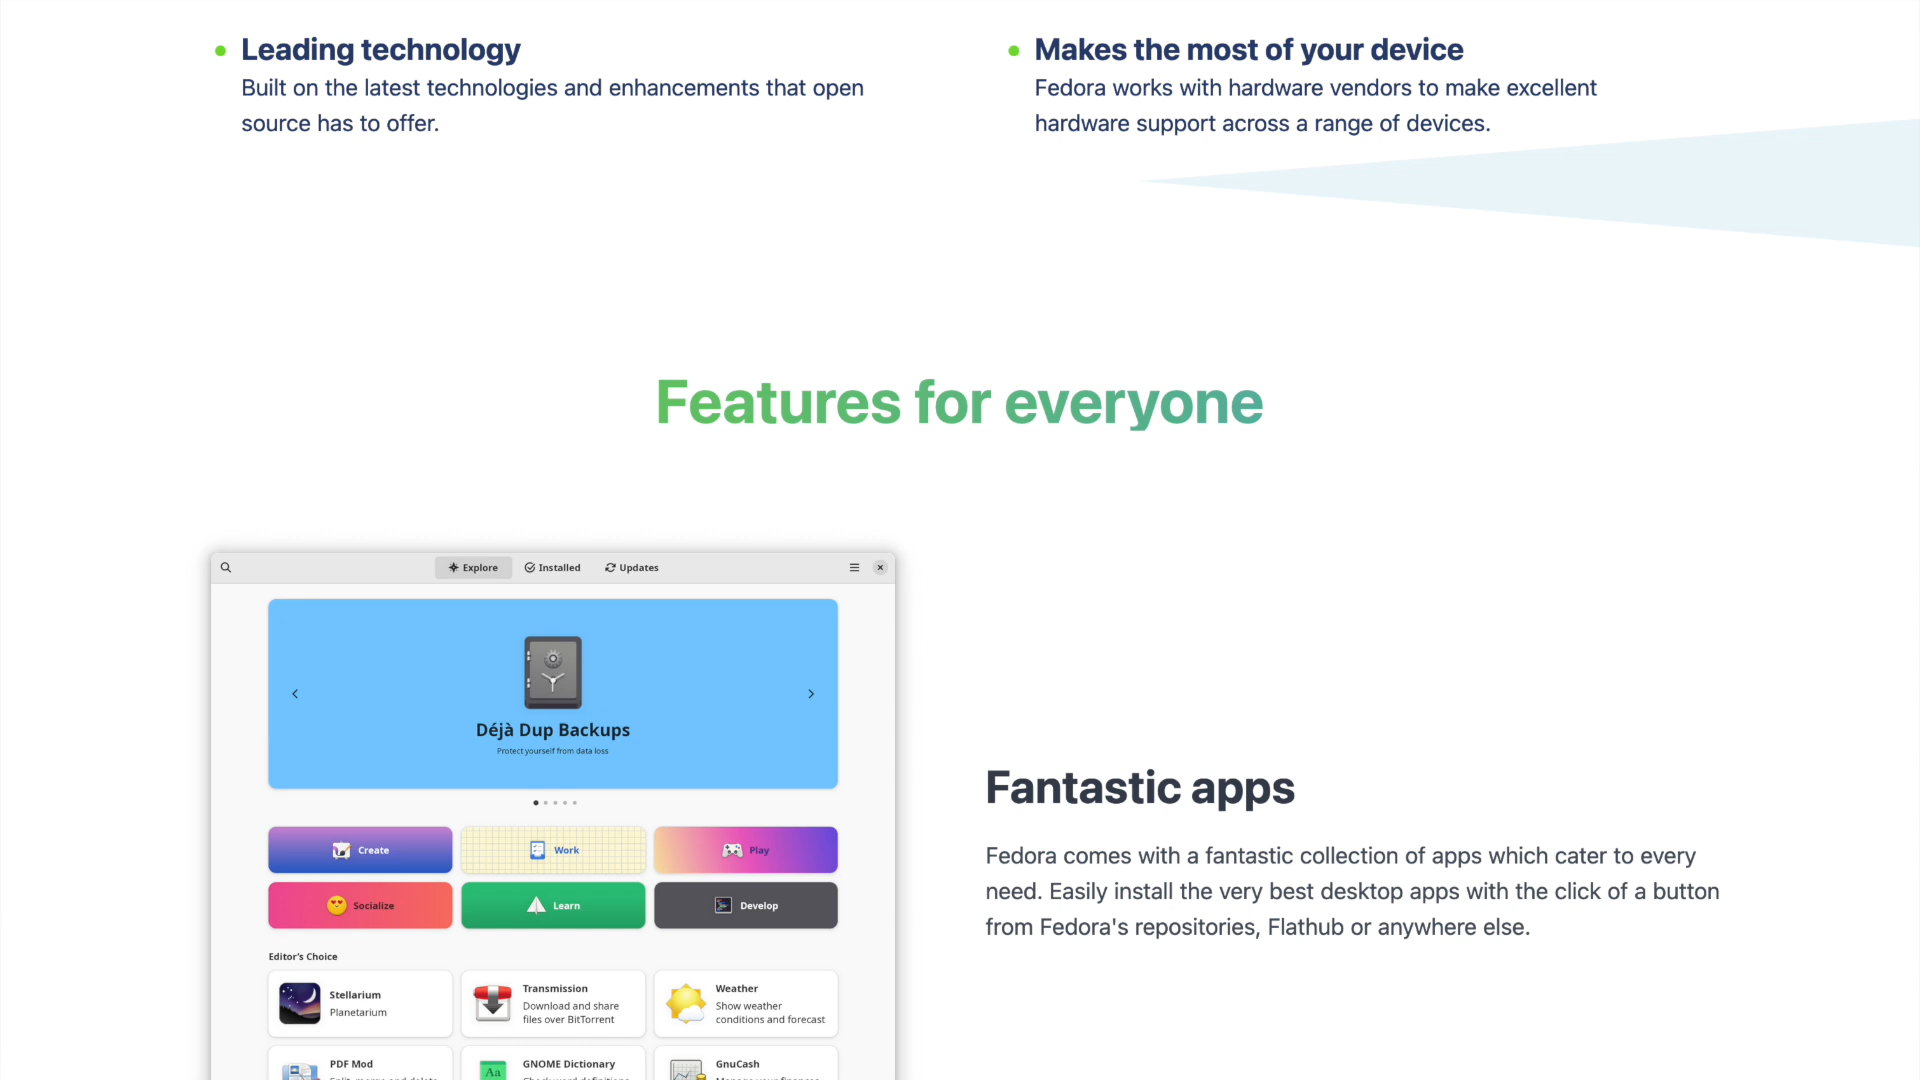 Leading technology
Built on the latest technologies and enhancements that open
source has to offer.
Makes the most of your device
Fedora works with hardware vendors to make excellent
hardware support across a range of devices.
Features for everyone
Explore
Installed
Updates
Déjà Dup Backups
Protect yourself from data loss
Create
Work
Play
Socialize
Learn
Develop
Editor's Choice
Stellarium
Planetarium
Transmission
Download and share
files over BitTorrent
Weather
Show weather
conditions and forecast
PDF Mod
GNOME Dictionary
Aa
GnuCash
Fantastic apps
Fedora comes with a fantastic collection of apps which cater to every
need. Easily install the very best desktop apps with the click of a button
from Fedora's repositories, Flathub or anywhere else.